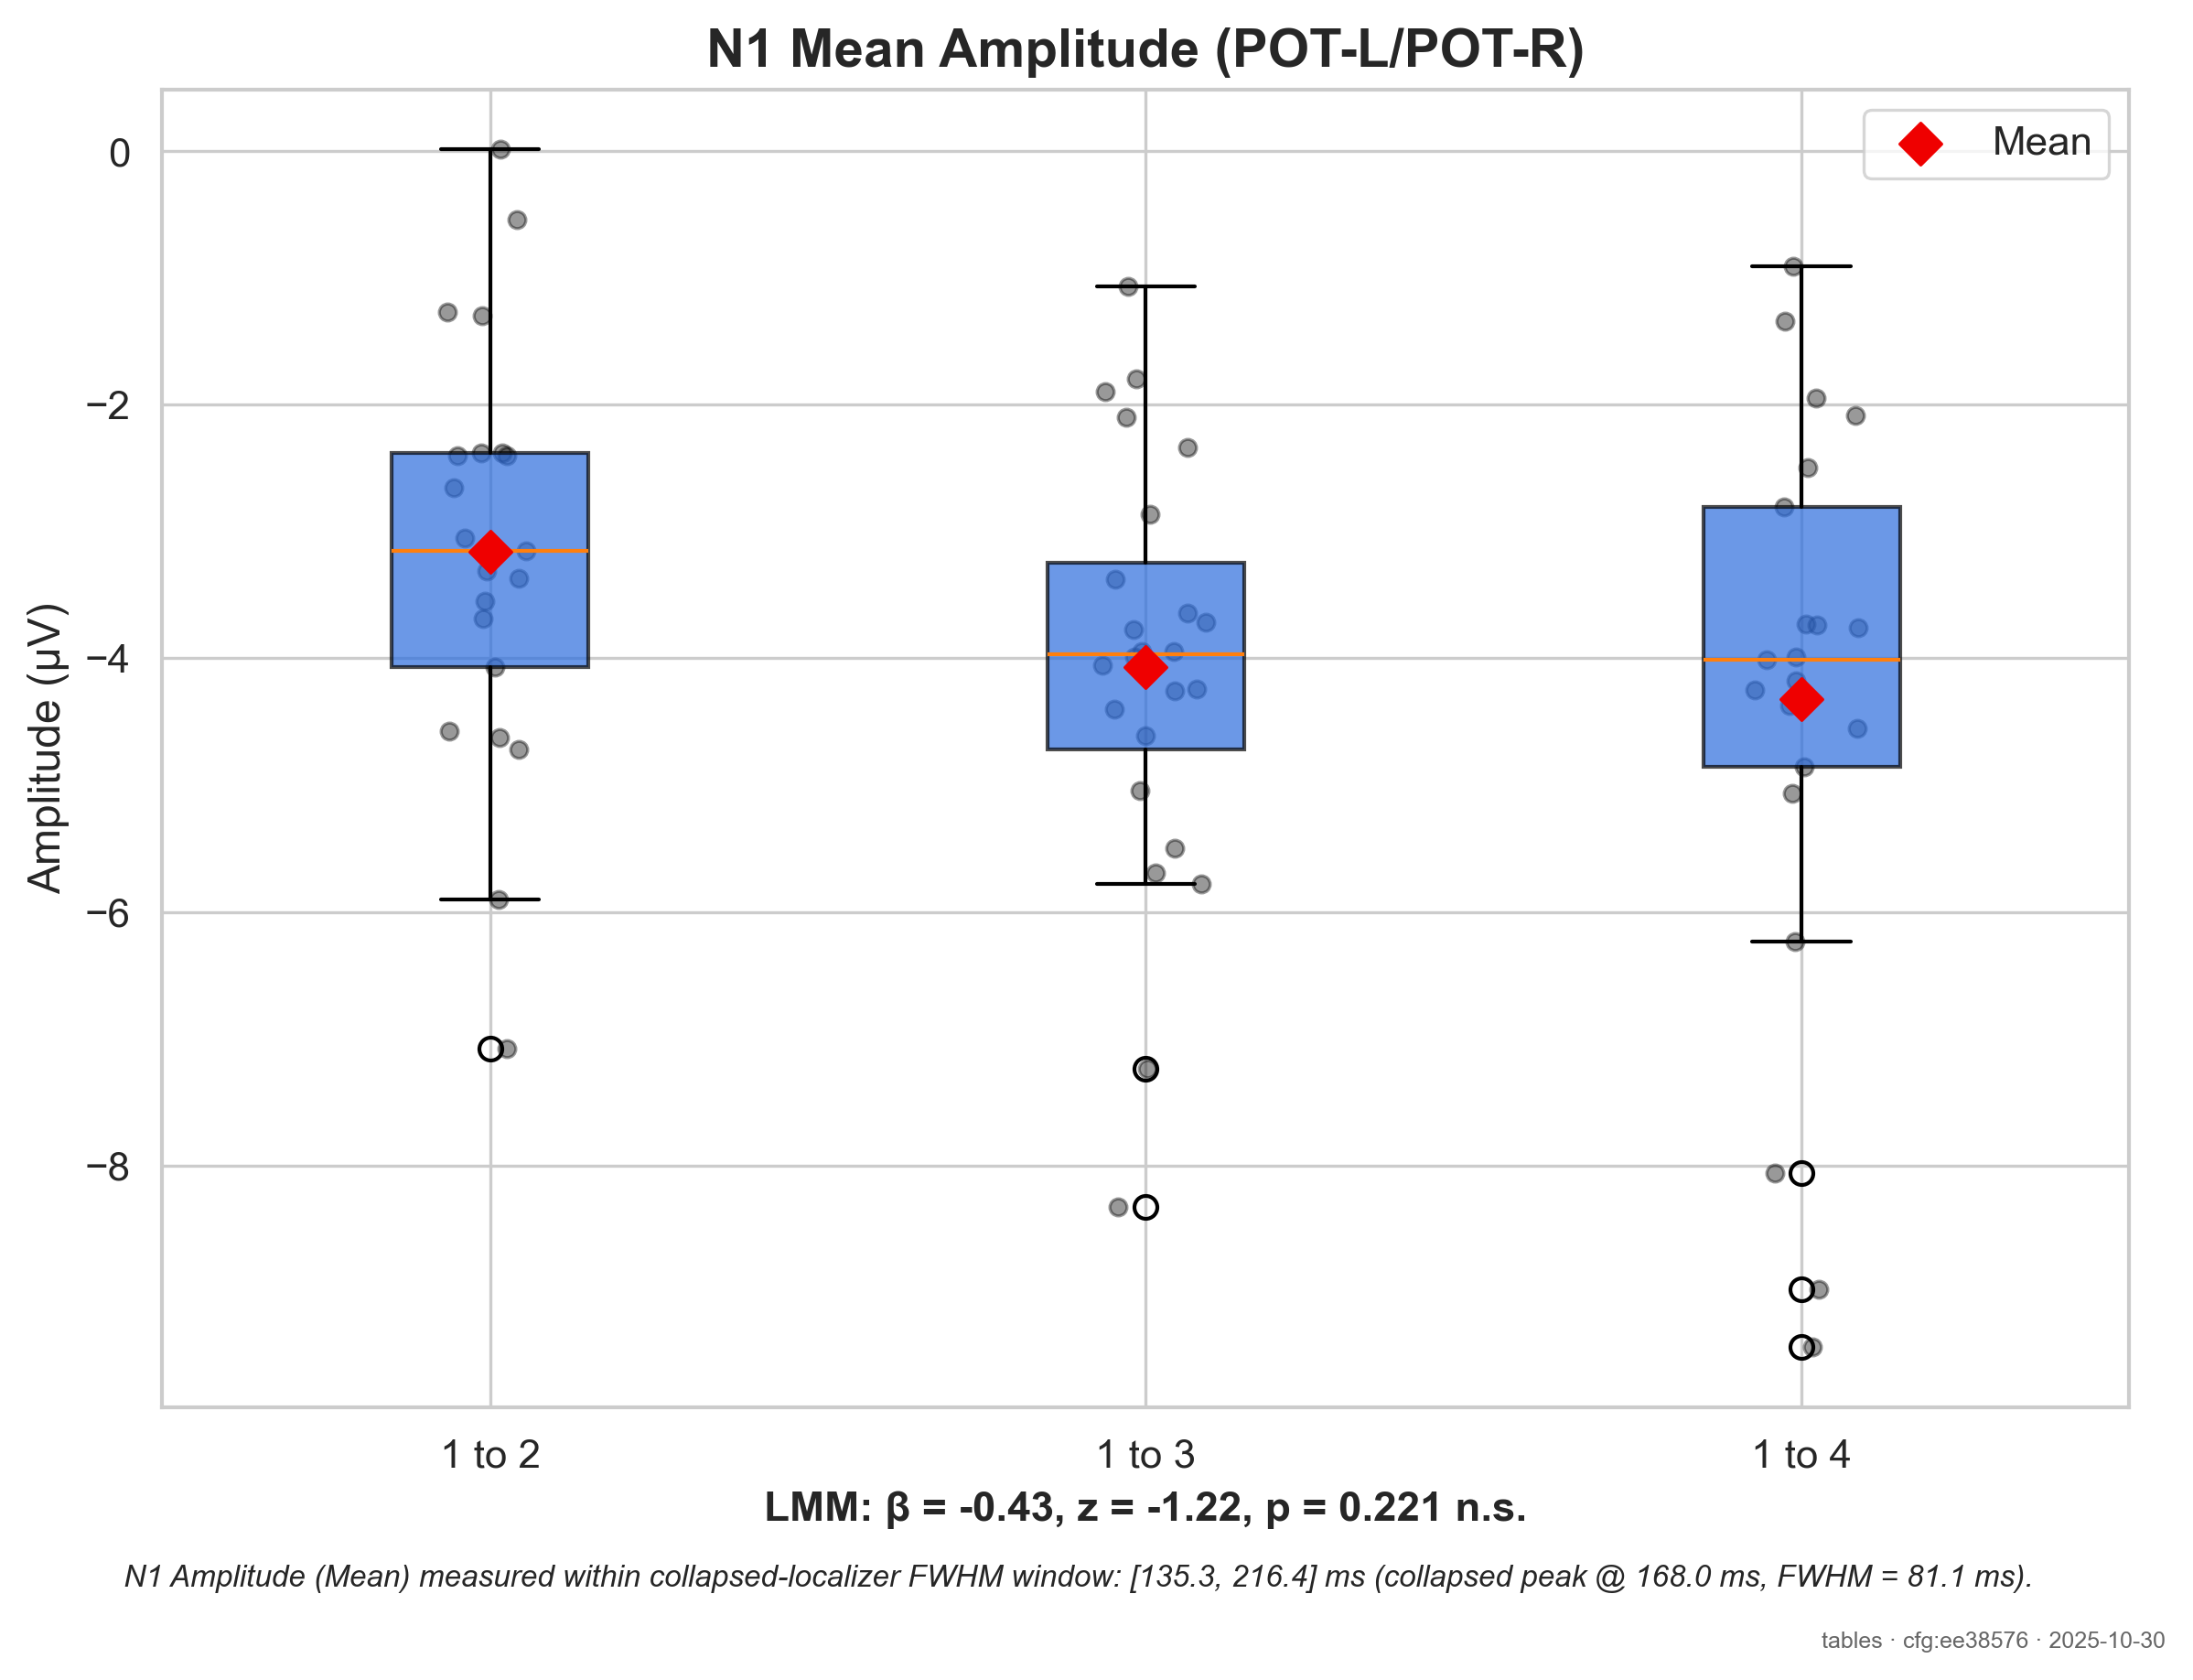 N1 Mean Amplitude (POT-L/POT-R)
Mean
Amplitude (µV)
0
−2
−4
−6
−8
1 to 2
1 to 3
1 to 4
LMM: β = -0.43, z = -1.22, p = 0.221 n.s.
N1 Amplitude (Mean) measured within collapsed-localizer FWHM window: [135.3, 216.4] ms (collapsed peak @ 168.0 ms, FWHM = 81.1 ms).
tables · cfg:ee38576 · 2025-10-30